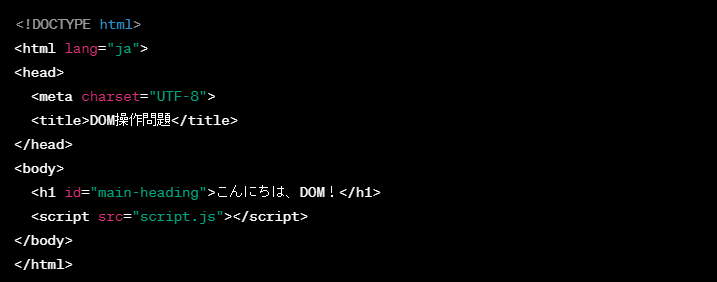 <!DOCTYPE html>
<html lang="ja">
<head>
  <meta charset="UTF-8">
  <title>DOM操作問題</title>
</head>
<body>
  <h1 id="main-heading">こんにちは、DOM！</h1>
  <script src="script.js"></script>
</body>
</html>